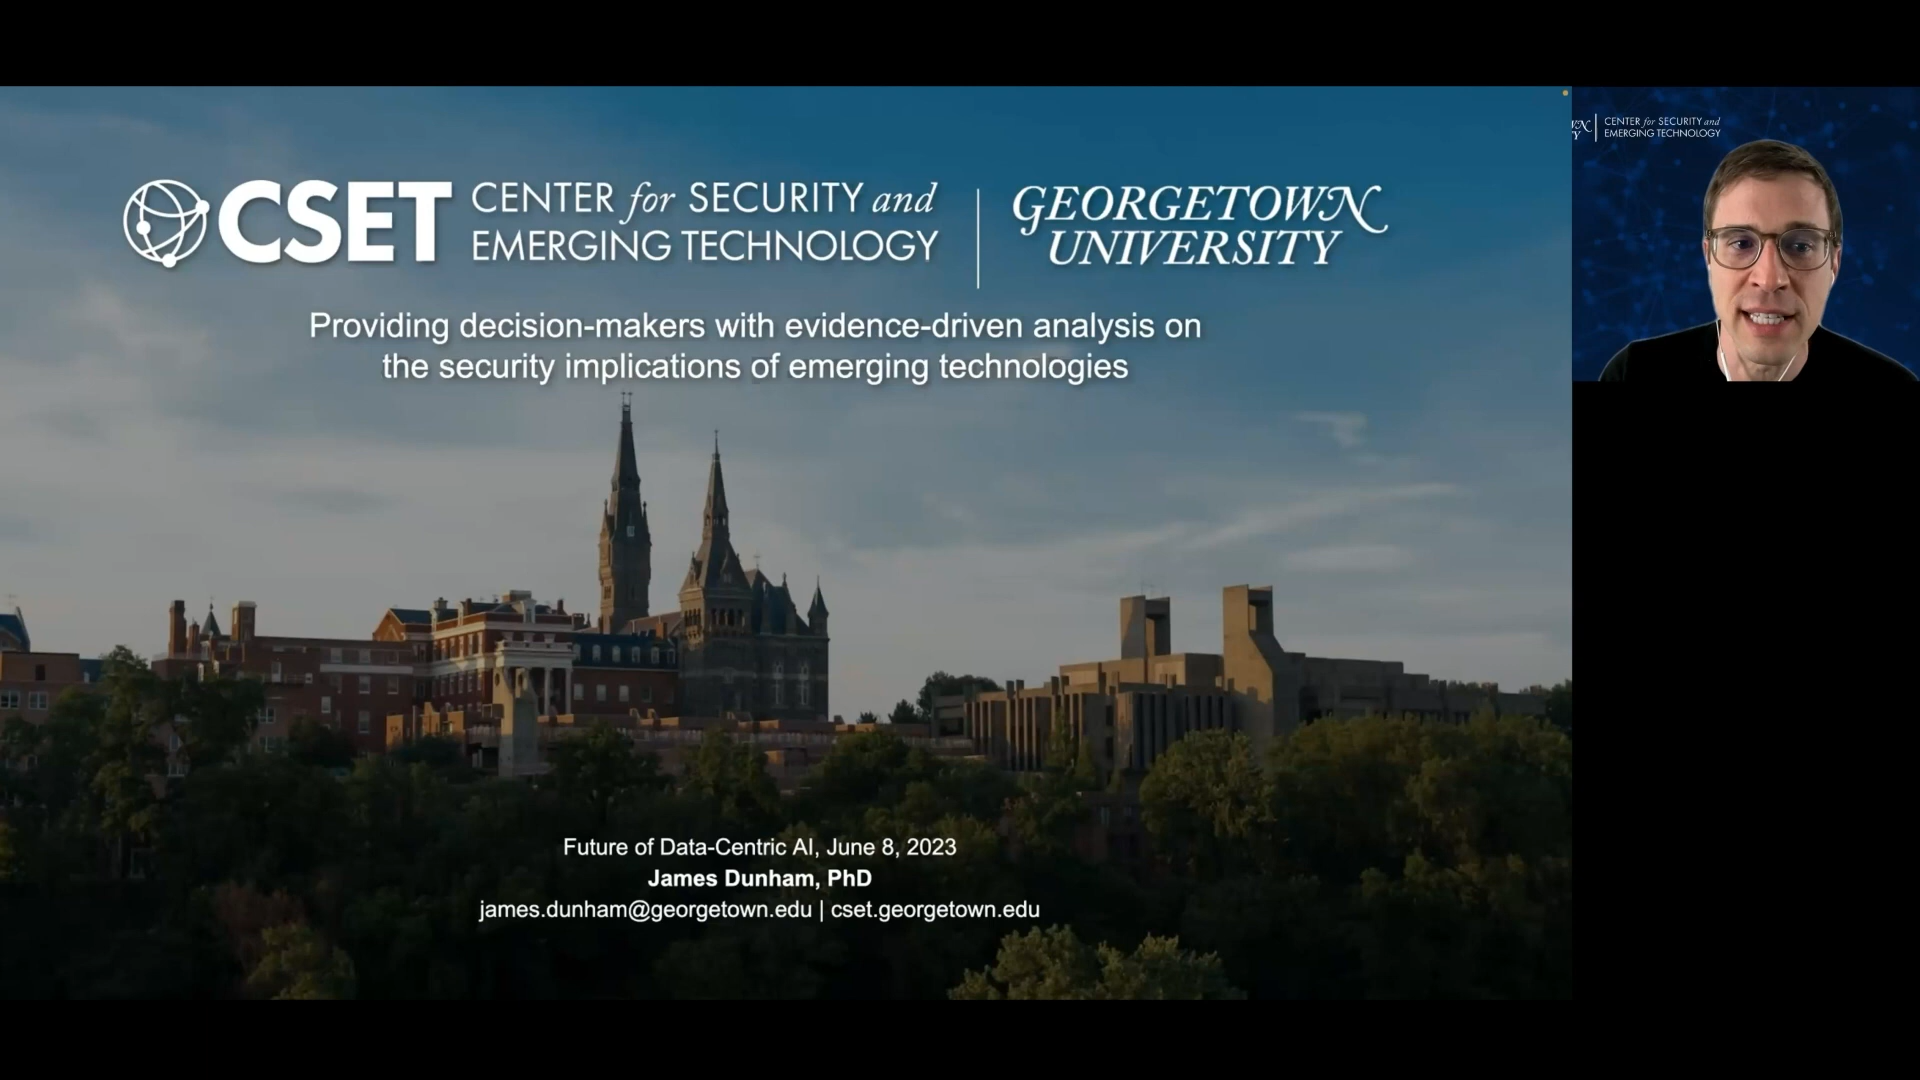 CSET CENTER for SECURITY and
EMERGING TECHNOLOGY
GEORGETOWN
UNIVERSITY
Providing decision-makers with evidence-driven analysis on
the security implications of emerging technologies
Future of Data-Centric AI, June 8, 2023
James Dunham, PhD
james.dunham@georgetown.edu | cset.georgetown.edu
CENTER for SECURITY and
EMERGING TECHNOLOGY